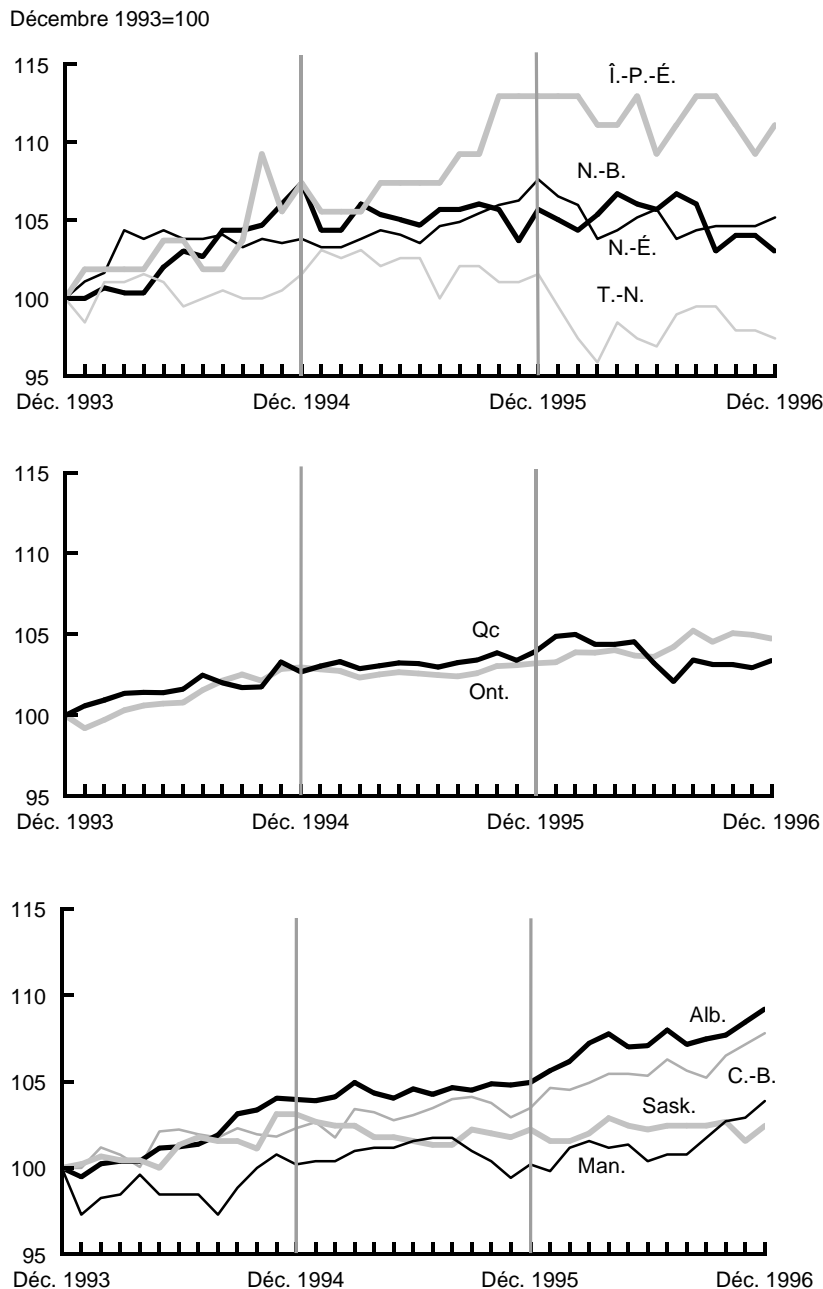 Décembre 1993=100
115
Î.-P.-É.
110
N.-B.
105
N.-É.
100
T.-N.
95
Déc. 1993 Déc. 1994 Déc. 1995 Déc. 1996
115
110
105
Qc
Ont.
100
95
Déc. 1993 Déc. 1994 Déc. 1995 Déc. 1996
115
110
Alb.
105
C.-B.
Sask.
Man.
100
95
Déc. 1993 Déc. 1994 Déc. 1995 Déc. 1996